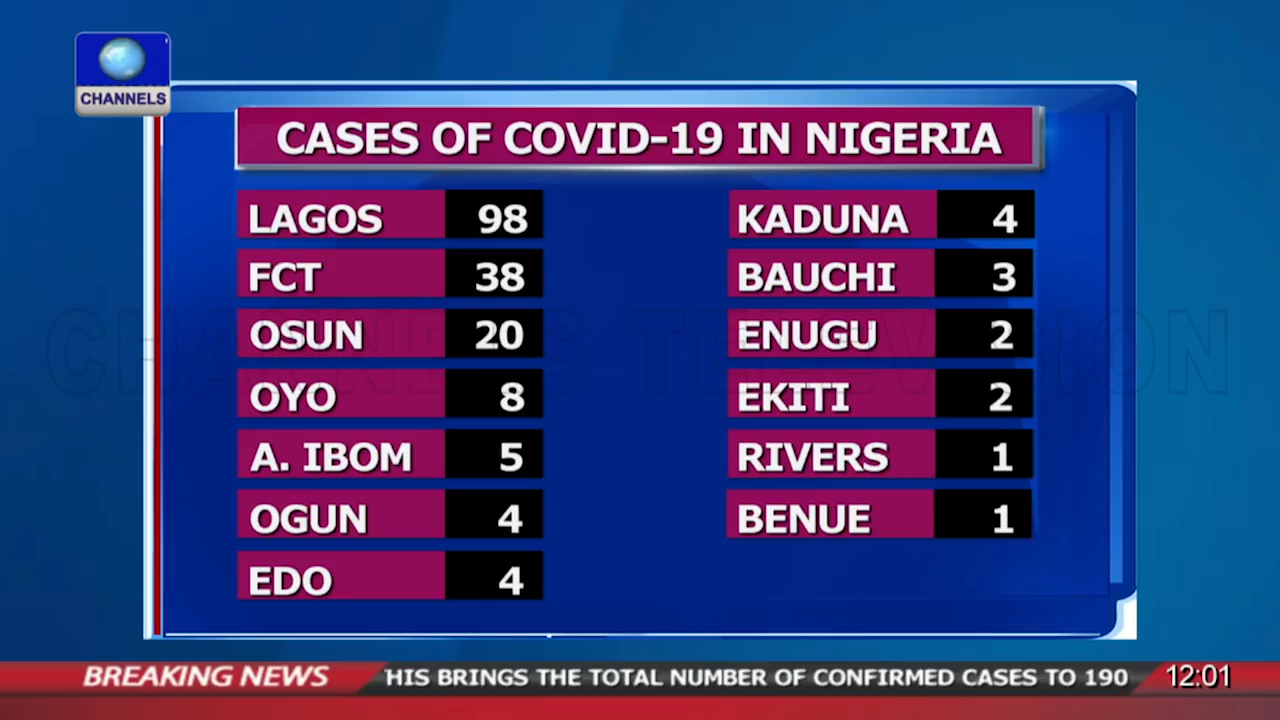 CHANNELS
CASES OF COVID-19 IN NIGERIA
LAGOS 98
FCT 38
OSUN 20
OYO 8
A. IBOM 5
OGUN 4
EDO 4
KADUNA 4
BAUCHI 3
ENUGU 2
EKITI 2
RIVERS 1
BENUE 1
CHANNELS TELEVISION
BREAKING NEWS HIS BRINGS THE TOTAL NUMBER OF CONFIRMED CASES TO 190 12:01